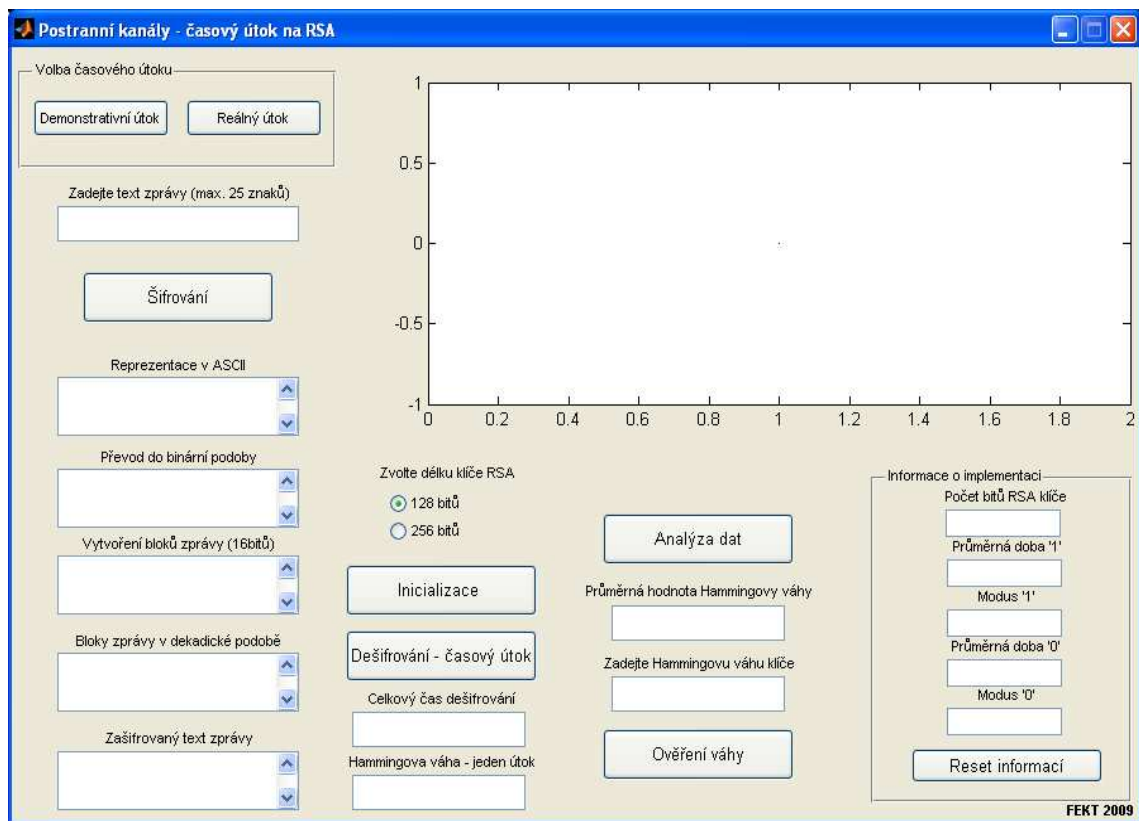 Postranní kanály - časový útok na RSA
Volba časového útoku
Demonstrativní útok
Reálný útok
Zadejte text zprávy (max. 25 znaků)
Šifrování
Reprezentace v ASCII
Převod do binární podoby
Vytvoření bloků zprávy (16bitů)
Bloky zprávy v dekadické podobě
Zašifrovaný text zprávy
1
0.5
0
-0.5
-1
0 0.2 0.4 0.6 0.8 1 1.2 1.4 1.6 1.8 2
Zvolte délku klíče RSA
128 bitů
256 bitů
Inicializace
Dešifrování - časový útok
Celkový čas dešifrování
Hammingova váha - jeden útok
Analýza dat
Průměrná hodnota Hammingovy váhy
Zadejte Hammingovu váhu klíče
Ověření váhy
Informace o implementaci
Počet bitů RSA klíče
Průměrná doba '1'
Modus '1'
Průměrná doba '0'
Modus '0'
Reset informací
FEKT 2009